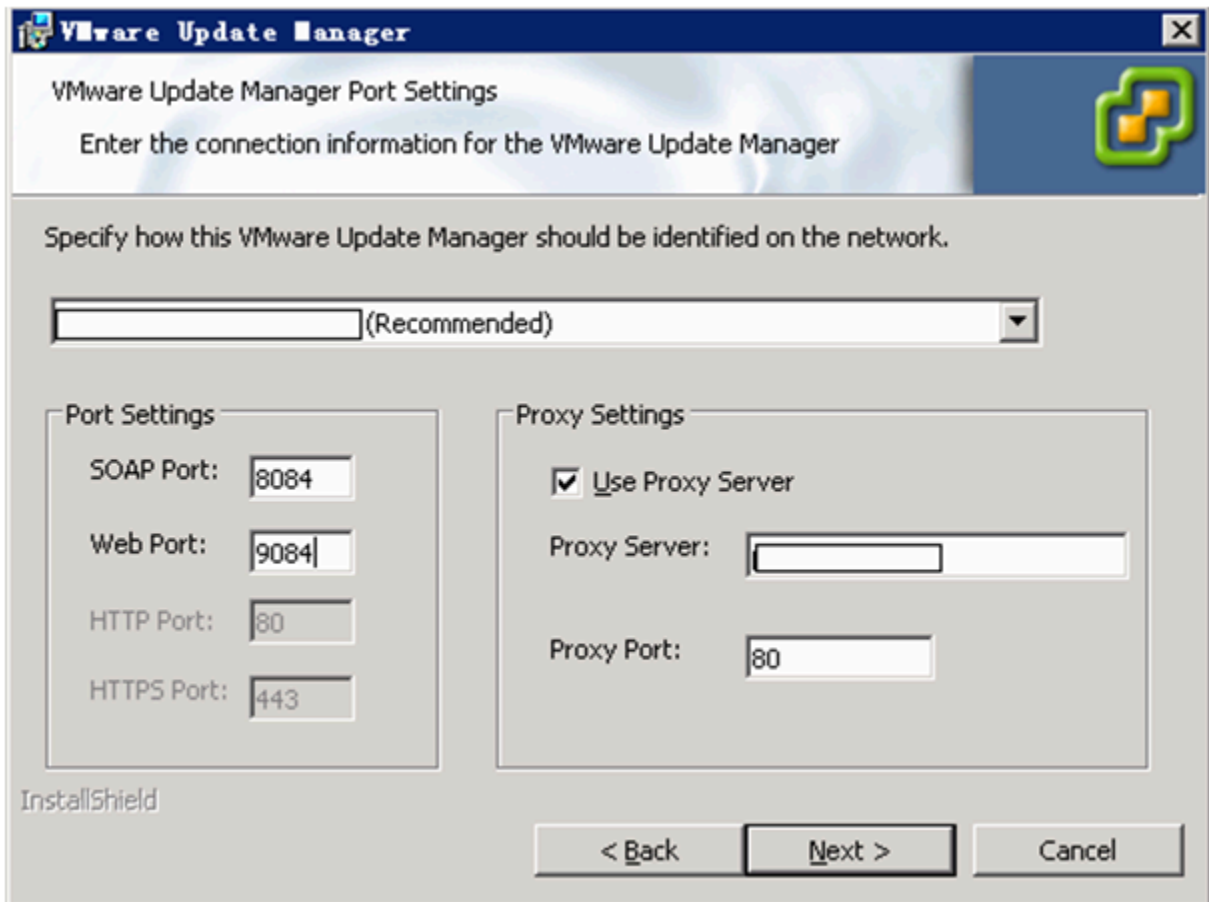 VMware Update Manager
VMware Update Manager Port Settings
Enter the connection information for the VMware Update Manager
Specify how this VMware Update Manager should be identified on the network.
(Recommended)
Port Settings
SOAP Port: 8084
Web Port: 9084
HTTP Port: 80
HTTPS Port: 443
Proxy Settings
Use Proxy Server
Proxy Server:
Proxy Port: 80
InstallShield
< Back Next > Cancel